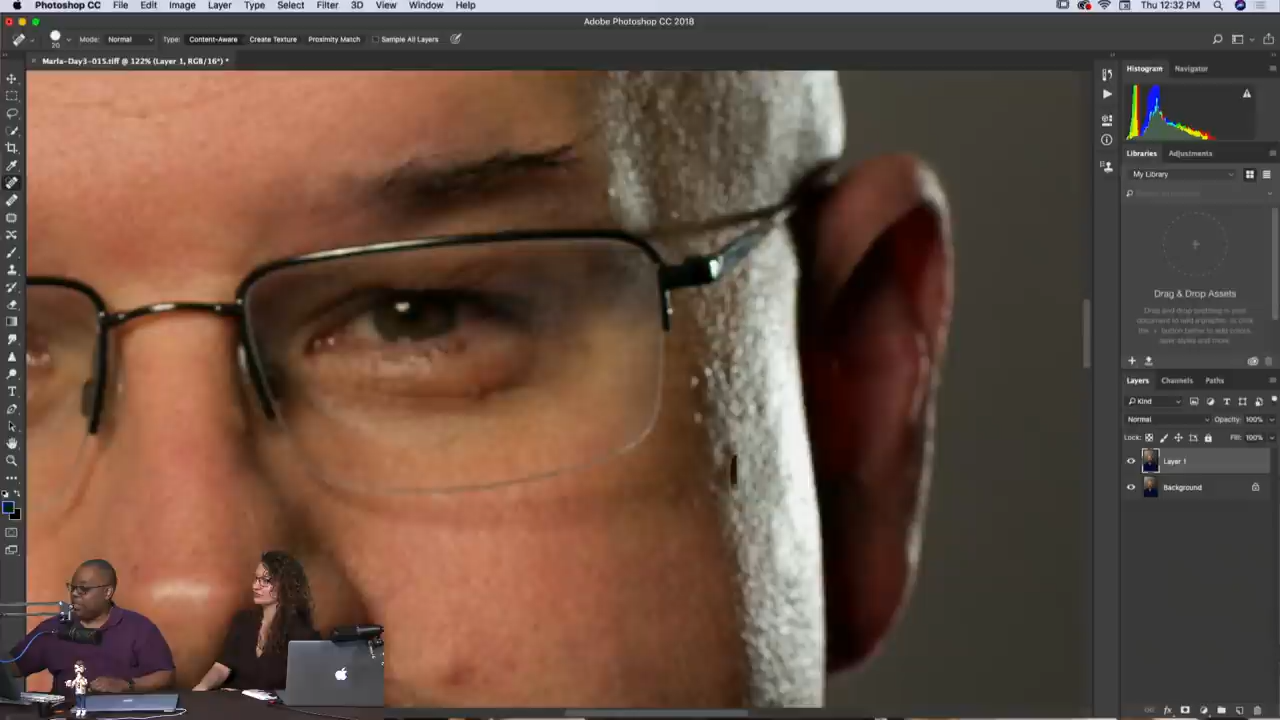 Photoshop CC File Edit Image Layer Type Select Filter 3D View Window Help Thu 12:32 PM
Adobe Photoshop CC 2018
20 Mode: Normal Type: Content-Aware Create Texture Proximity Match Sample All Layers
× Marla-Day3-015.tiff @ 122% (Layer 1, RGB/16*) *
Histogram Navigator
Libraries Adjustments
My Library
Drag & Drop Assets
Layers Channels Paths
Kind
Normal Opacity: 100%
Lock: Fill: 100%
Layer 1
Background